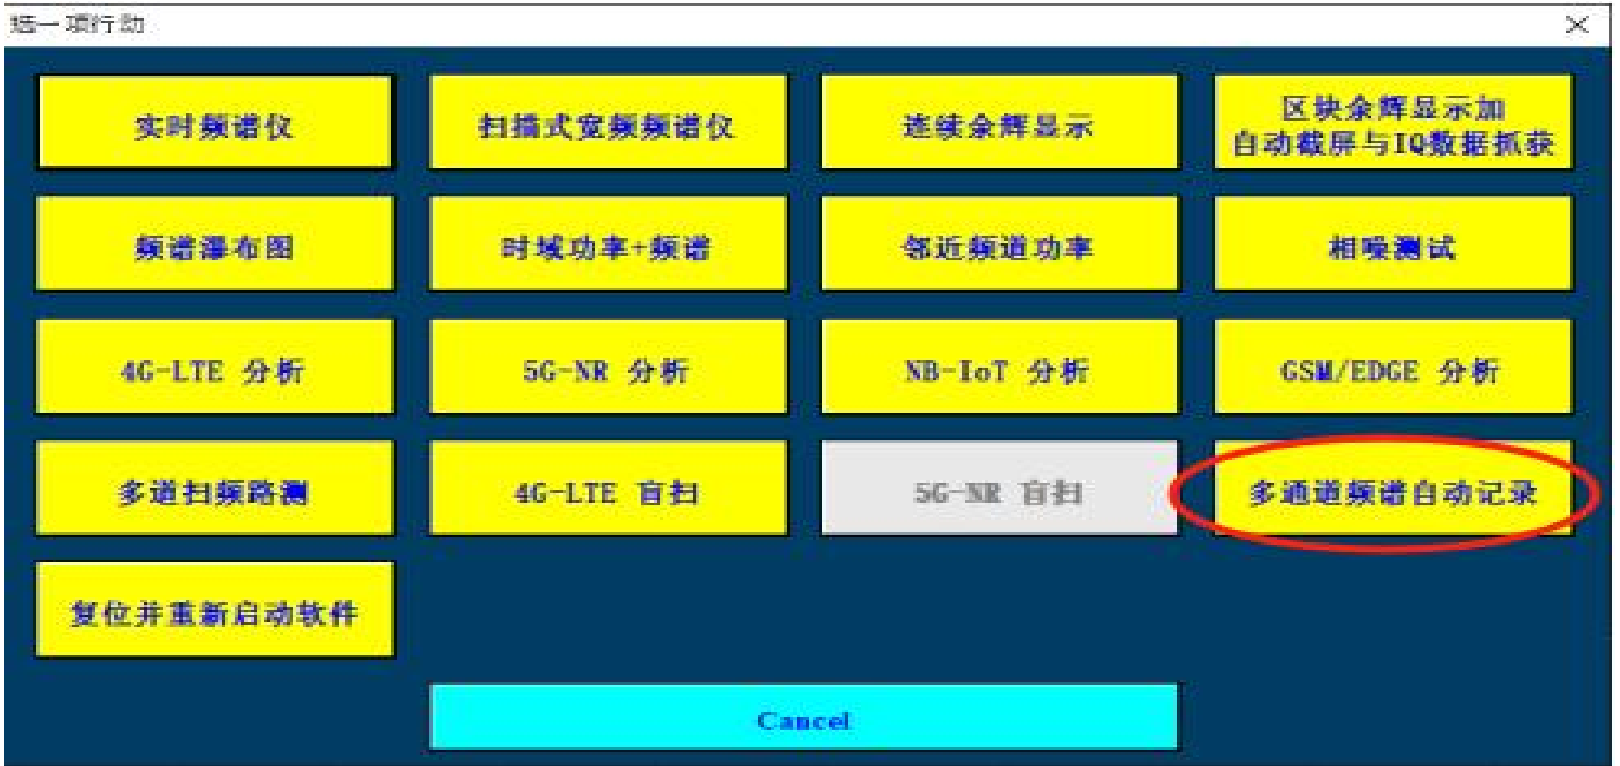 选一项行动
实时频谱仪
扫描式宽频频谱仪
连续余辉显示
区块余辉显示加
自动截屏与IQ数据抓获
频谱瀑布图
时域功率+频谱
邻近频道功率
相噪测试
4G-LTE 分析
5G-NR 分析
NB-IoT 分析
GSM/EDGE 分析
多道扫频路测
4G-LTE 盲扫
5G-NR 盲扫
多通道频谱自动记录
复位并重新启动软件
Cancel